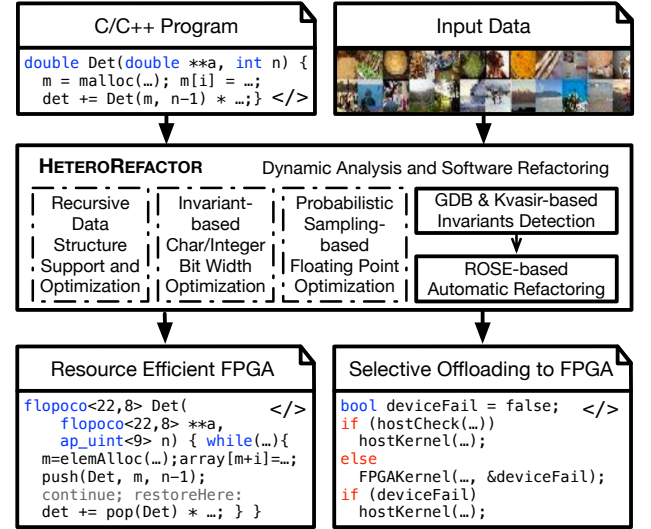 C/C++ Program
double Det(double **a, int n) {
m = malloc(…); m[i] = …;
det += Det(m, n-1) * …;} </>
Input Data
HETEROREFACTOR
Dynamic Analysis and Software Refactoring
Recursive
Data
Structure
Support and
Optimization
Invariant-
based
Char/Integer
Bit Width
Optimization
Probabilistic
Sampling-
based
Floating Point
Optimization
GDB & Kvasir-based
Invariants Detection
ROSE-based
Automatic Refactoring
Resource Efficient FPGA
flopoco<22,8> Det( </>
flopoco<22,8> **a,
ap_uint<9> n) { while(…){
m=elemAlloc(…);array[m+i]=…;
push(Det, m, n-1);
continue; restoreHere:
det += pop(Det) * …; } }
Selective Offloading to FPGA
bool deviceFail = false; </>
if (hostCheck(…))
hostKernel(…);
else
FPGAKernel(…, &deviceFail);
if (deviceFail)
hostKernel(…);